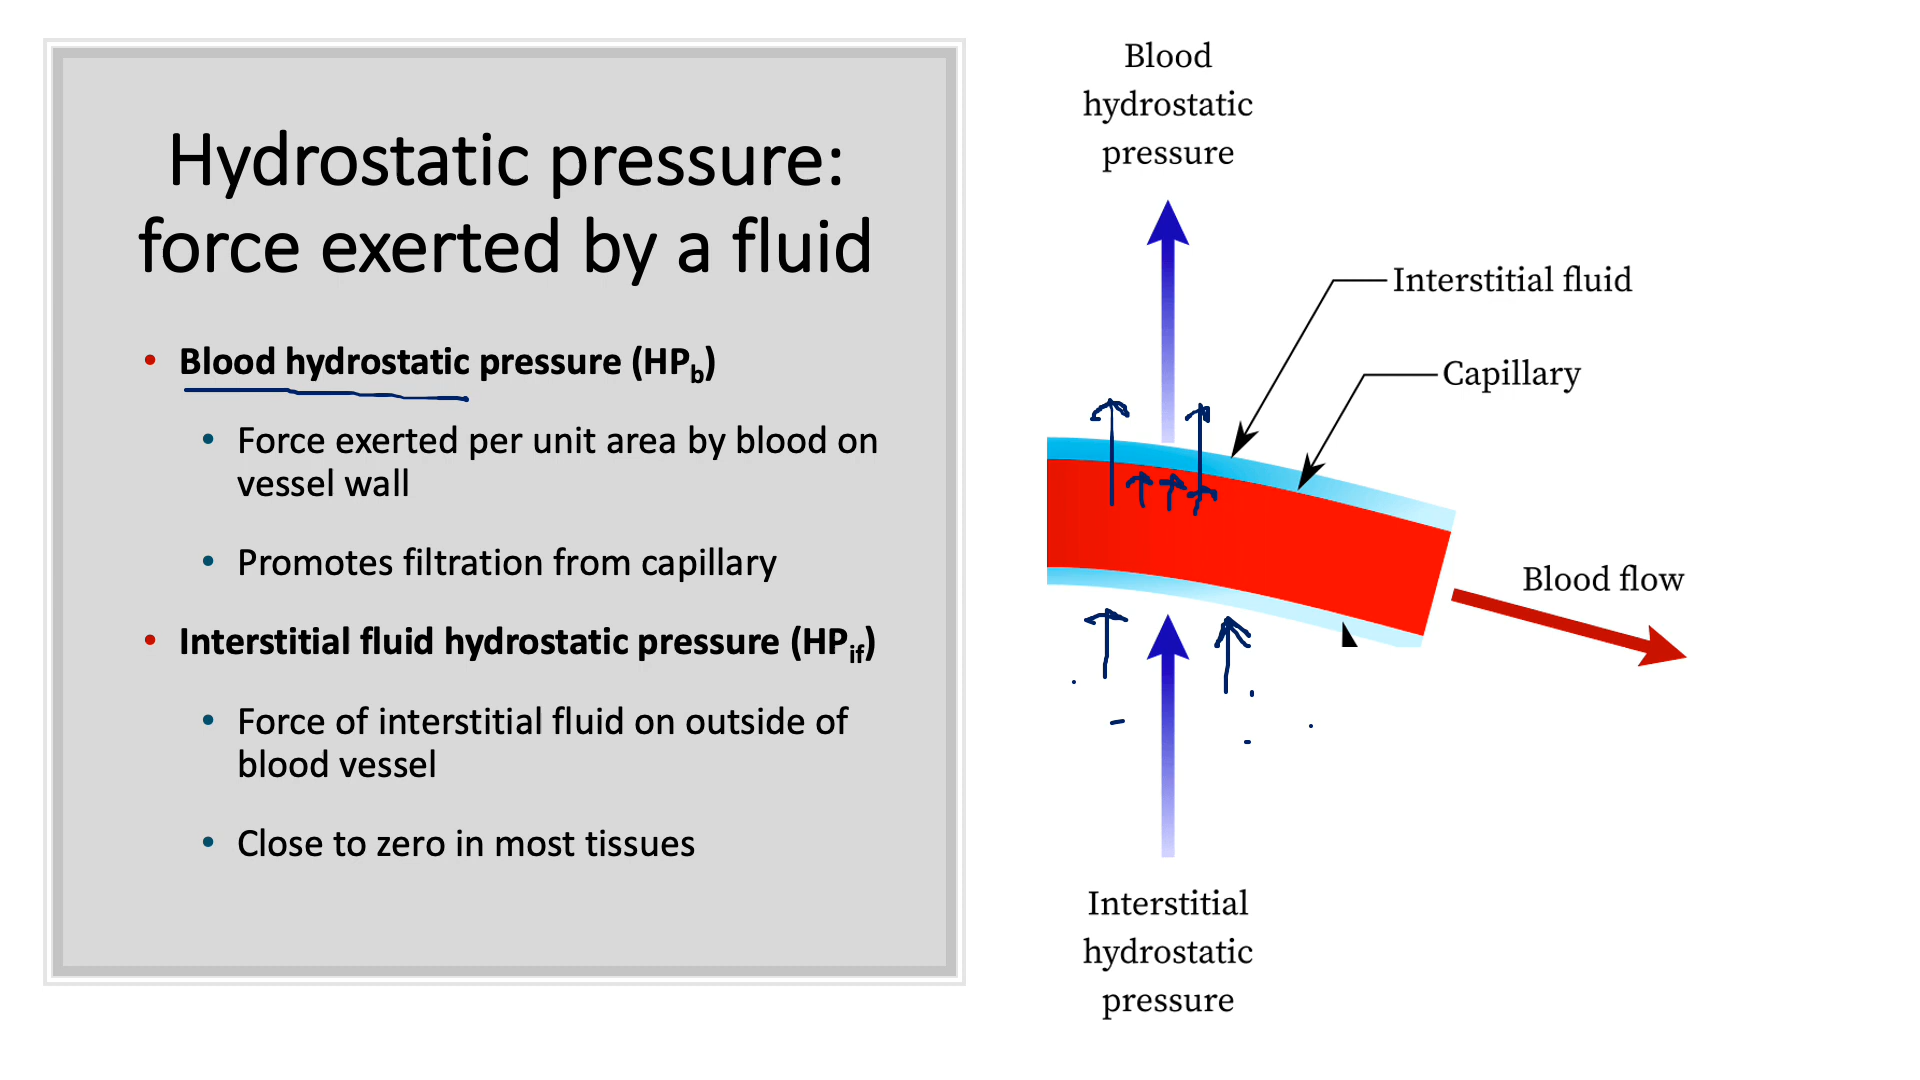 Hydrostatic pressure:
force exerted by a fluid
• Blood hydrostatic pressure (HPb)
• Force exerted per unit area by blood on
vessel wall
• Promotes filtration from capillary
• Interstitial fluid hydrostatic pressure (HPif)
• Force of interstitial fluid on outside of
blood vessel
• Close to zero in most tissues
Blood
hydrostatic
pressure
Interstitial fluid
Capillary
Blood flow
Interstitial
hydrostatic
pressure